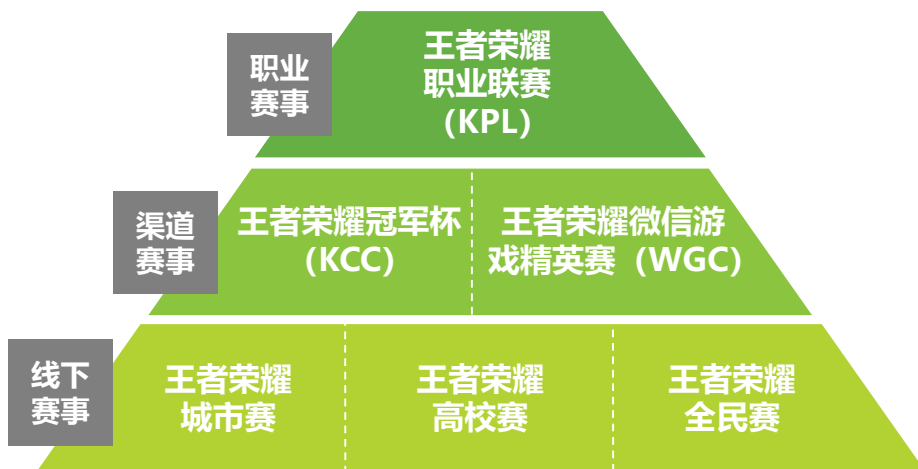 职业
赛事
王者荣耀
职业联赛
（KPL）
渠道
赛事
王者荣耀冠军杯
（KCC）
王者荣耀微信游
戏精英赛（WGC）
线下
赛事
王者荣耀
城市赛
王者荣耀
高校赛
王者荣耀
全民赛